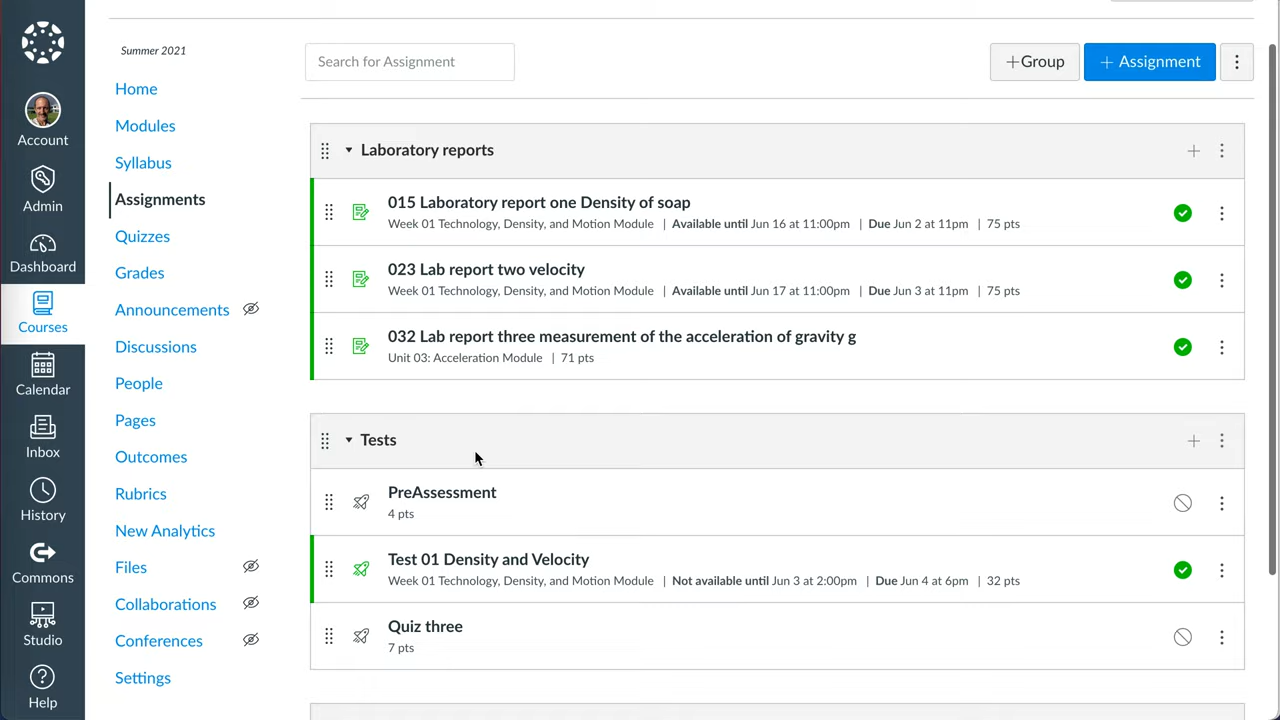 Account
Admin
Dashboard
Courses
Calendar
Inbox
History
Commons
Studio
Help
Summer 2021
Home
Modules
Syllabus
Assignments
Quizzes
Grades
Announcements
Discussions
People
Pages
Outcomes
Rubrics
New Analytics
Files
Collaborations
Conferences
Settings
Search for Assignment
+Group
+ Assignment
Laboratory reports
015 Laboratory report one Density of soap
Week 01 Technology, Density, and Motion Module | Available until Jun 16 at 11:00pm | Due Jun 2 at 11pm | 75 pts
023 Lab report two velocity
Week 01 Technology, Density, and Motion Module | Available until Jun 17 at 11:00pm | Due Jun 3 at 11pm | 75 pts
032 Lab report three measurement of the acceleration of gravity g
Unit 03: Acceleration Module | 71 pts
Tests
PreAssessment
4 pts
Test 01 Density and Velocity
Week 01 Technology, Density, and Motion Module | Not available until Jun 3 at 2:00pm | Due Jun 4 at 6pm | 32 pts
Quiz three
7 pts